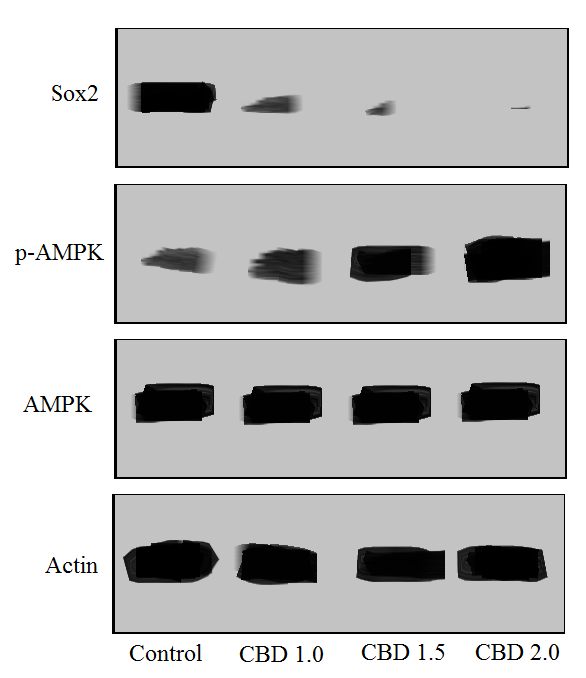 Sox2
p-AMPK
AMPK
Actin
Control CBD 1.0 CBD 1.5 CBD 2.0